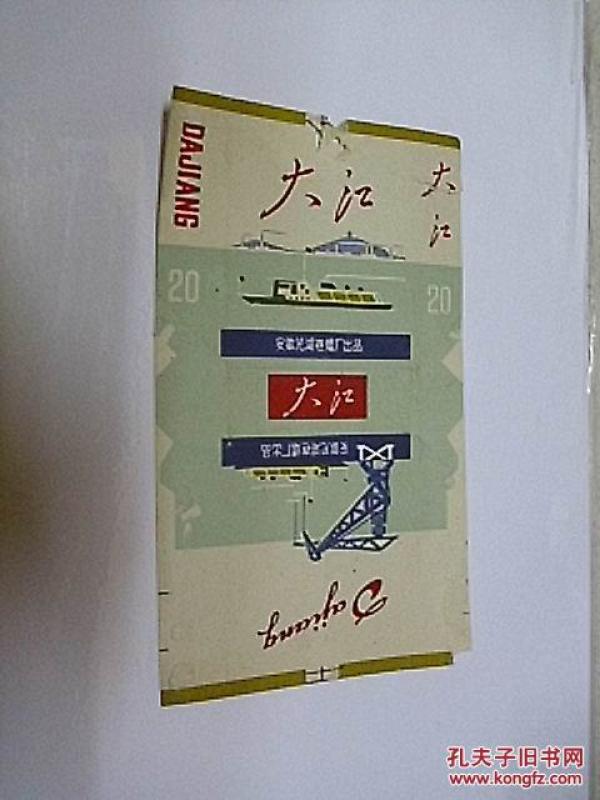 DAJIANG
大江
大江
20
20
安徽芜湖卷烟厂出品
大江
安徽芜湖卷烟厂出品
Dajiang
孔夫子旧书网
www.kongfz.com